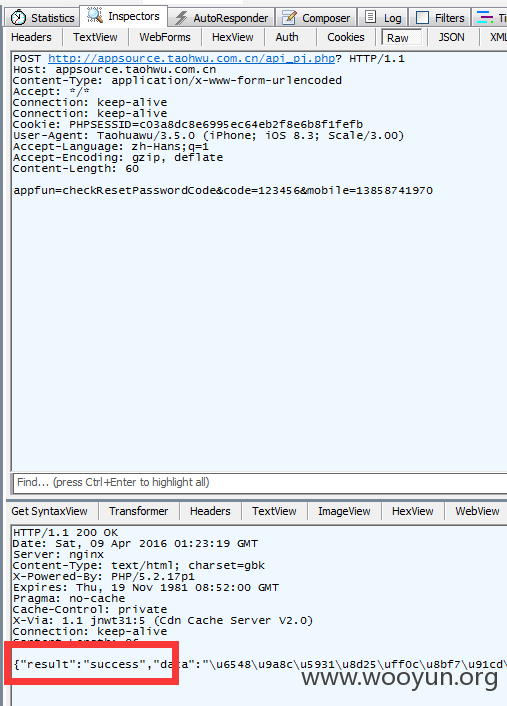 Statistics Inspectors AutoResponder Composer Log Filters Ti
Headers TextView WebForms HexView Auth Cookies Raw JSON XML
POST http://appsource.taohwu.com.cn/api_pj.php? HTTP/1.1
Host: appsource.taohwu.com.cn
Content-Type: application/x-www-form-urlencoded
Accept: */*
Connection: keep-alive
Connection: keep-alive
Cookie: PHPSESSID=c03a8dc8e6995ec64eb2f8e6b8f1fefb
User-Agent: Taohuawu/3.5.0 (iPhone; iOS 8.3; Scale/3.00)
Accept-Language: zh-Hans;q=1
Accept-Encoding: gzip, deflate
Content-Length: 60
appfun=checkResetPasswordCode&code=123456&mobile=13858741970
Find... (press Ctrl+Enter to highlight all)
Get SyntaxView Transformer Headers TextView ImageView HexView WebView
HTTP/1.1 200 OK
Date: Sat, 09 Apr 2016 01:23:19 GMT
Server: nginx
Content-Type: text/html; charset=gbk
X-Powered-By: PHP/5.2.17p1
Expires: Thu, 19 Nov 1981 08:52:00 GMT
Pragma: no-cache
Cache-Control: private
X-Via: 1.1 jnwt31:5 (Cdn Cache Server V2.0)
Connection: keep-alive
{"result":"success","data":"\u6548\u9a8c\u5931\u8d25\uff0c\u8bf7\u91cd\
www.wooyun.org